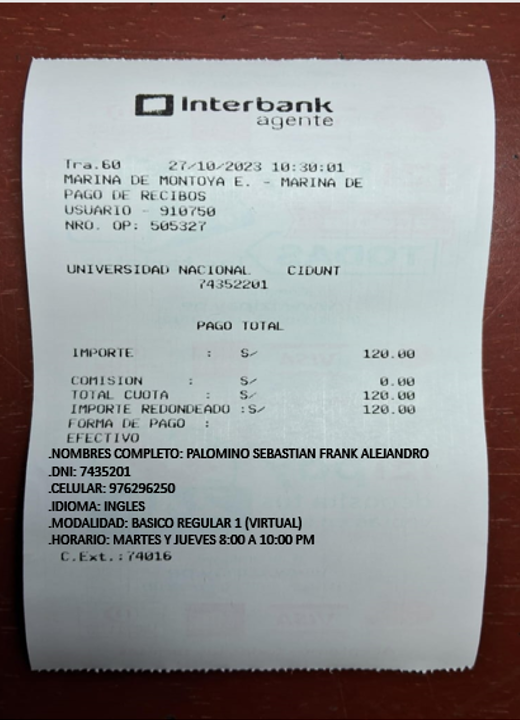 Interbank
agente
Tra.60 27/10/2023 10:30:01
MARINA DE MONTOYA E. - MARINA DE
PAGO DE RECIBOS
USUARIO - 910750
NRO. OP: 505327
UNIVERSIDAD NACIONAL CIDUNT
74352201
PAGO TOTAL
IMPORTE : S/ 120.00
COMISION : S/ 0.00
TOTAL CUOTA : S/ 120.00
IMPORTE REDONDEADO :S/ 120.00
FORMA DE PAGO :
EFECTIVO
.NOMBRES COMPLETO: PALOMINO SEBASTIAN FRANK ALEJANDRO
.DNI: 7435201
.CELULAR: 976296250
.IDIOMA: INGLES
.MODALIDAD: BASICO REGULAR 1 (VIRTUAL)
.HORARIO: MARTES Y JUEVES 8:00 A 10:00 PM
C.Ext.:74016